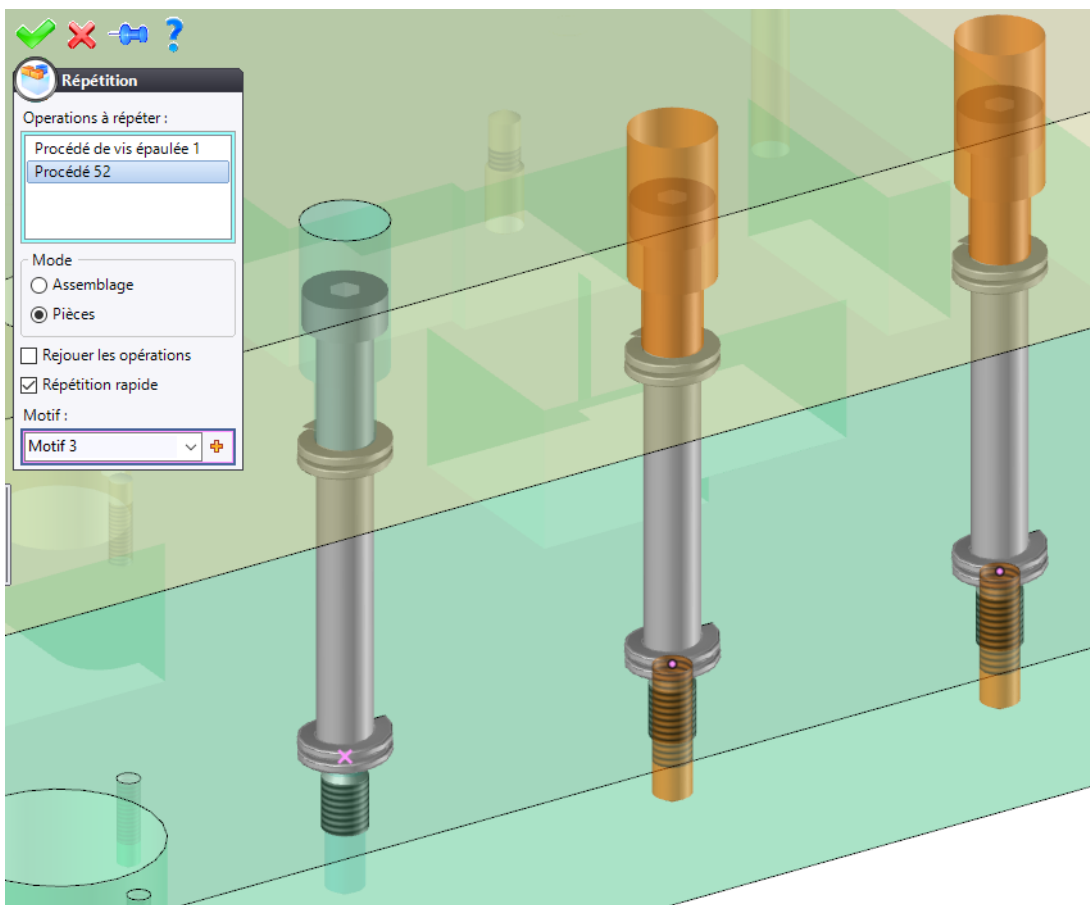 ?
Répétition
Operations à répéter :
Procédé de vis épaulée 1
Procédé 52
Mode
Assemblage
Pièces
Rejouer les opérations
Répétition rapide
Motif :
Motif 3